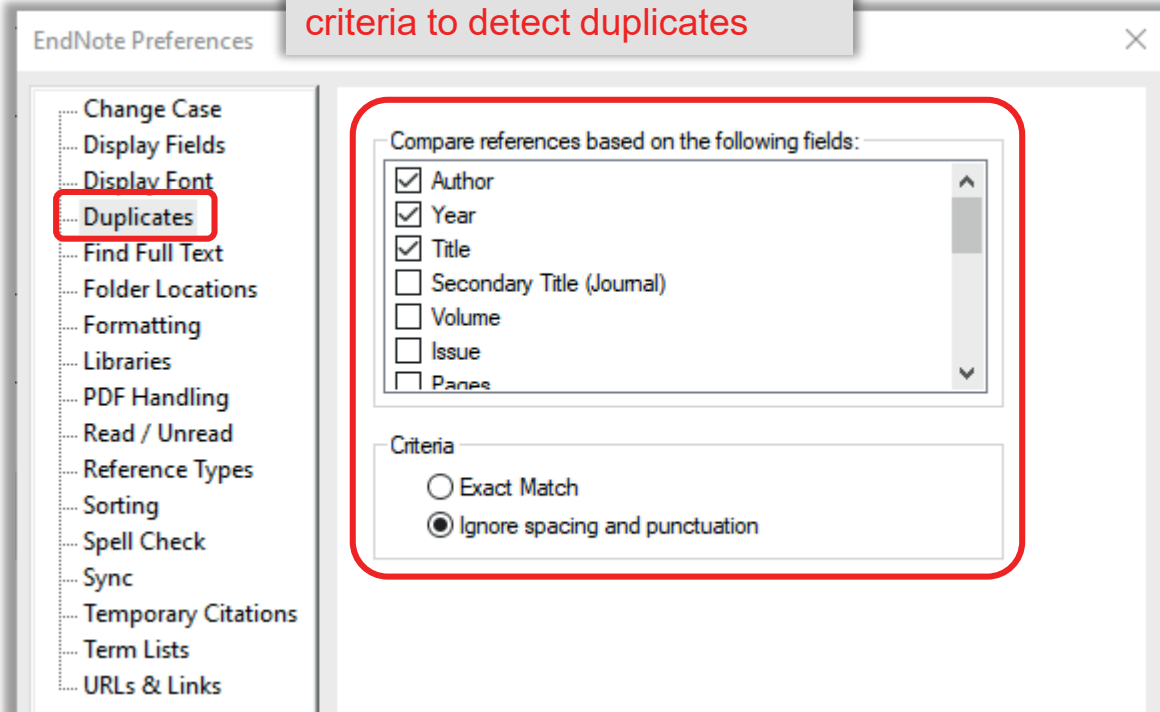 criteria to detect duplicates
EndNote Preferences
Change Case
Display Fields
Display Font
Duplicates
Find Full Text
Folder Locations
Formatting
Libraries
PDF Handling
Read / Unread
Reference Types
Sorting
Spell Check
Sync
Temporary Citations
Term Lists
URLs & Links
Compare references based on the following fields:
Author
Year
Title
Secondary Title (Journal)
Volume
Issue
Pages
Criteria
Exact Match
Ignore spacing and punctuation